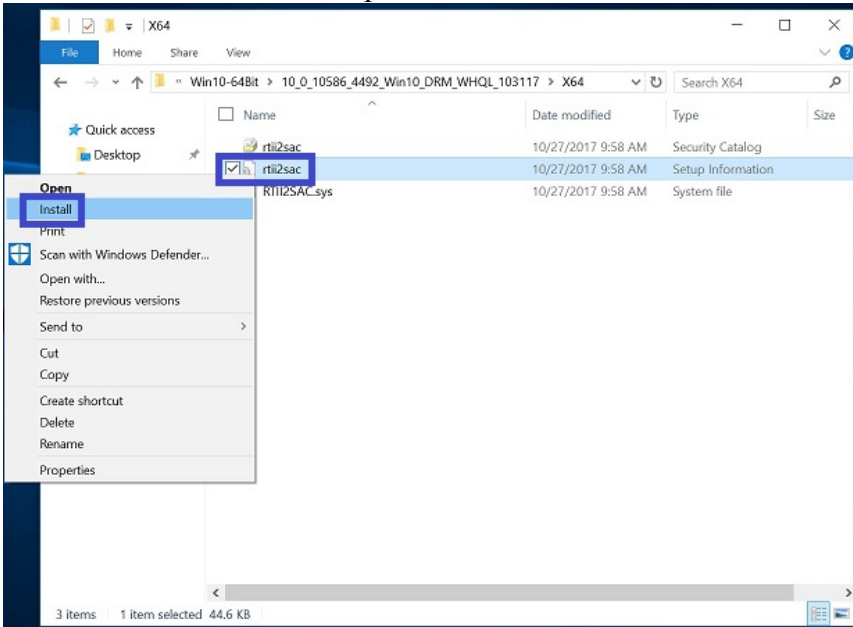 X64
File Home Share View
Win10-64Bit > 10_0_10586_4492_Win10_DRM_WHQL_103117 > X64 Search X64
Name Date modified Type Size
Quick access
Desktop
rtii2sac 10/27/2017 9:58 AM Security Catalog
rtii2sac 10/27/2017 9:58 AM Setup Information
RTII2SAC.sys 10/27/2017 9:58 AM System file
Open
Install
Print
Scan with Windows Defender...
Open with...
Restore previous versions
Send to
Cut
Copy
Create shortcut
Delete
Rename
Properties
3 items 1 item selected 44.6 KB